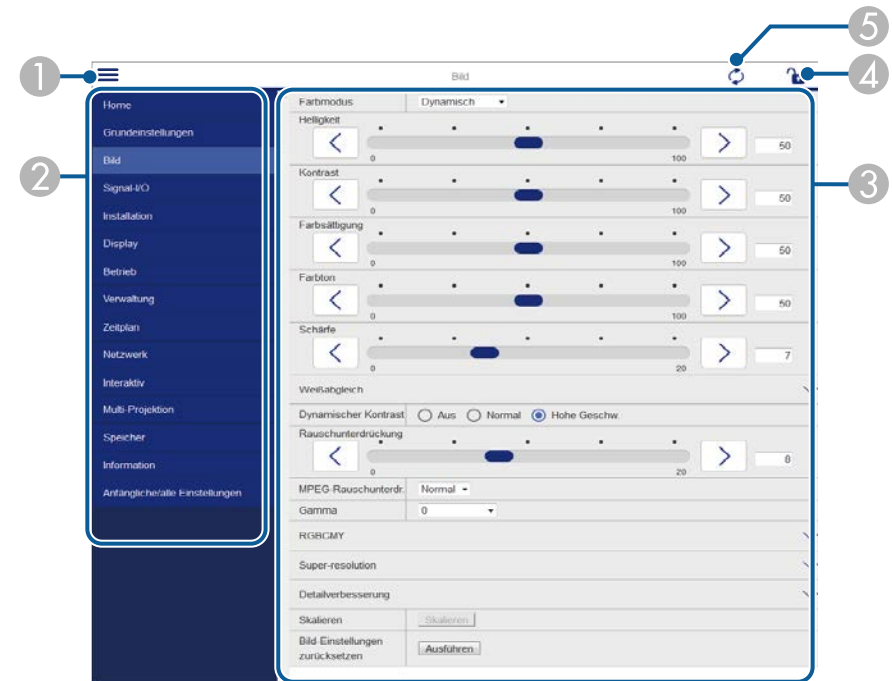 5
1
Bild
4
2
Home
Grundeinstellungen
Bild
Signal-I/O
Installation
Display
Betrieb
Verwaltung
Zeitplan
Netzwerk
Interaktiv
Multi-Projektion
Speicher
Information
Anfängliche/alle Einstellungen
3
Farbmodus Dynamisch
Helligkeit
0 100 50
Kontrast
0 100 50
Farbsättigung
0 100 50
Farbton
0 100 50
Schärfe
0 20 7
Weißabgleich
Dynamischer Kontrast Aus Normal Hohe Geschw.
Rauschunterdrückung
0 20 8
MPEG-Rauschunterdr. Normal
Gamma 0
RGBCMY
Super-resolution
Detailverbesserung
Skalieren Skalieren
Bild-Einstellungen
zurücksetzen Ausführen